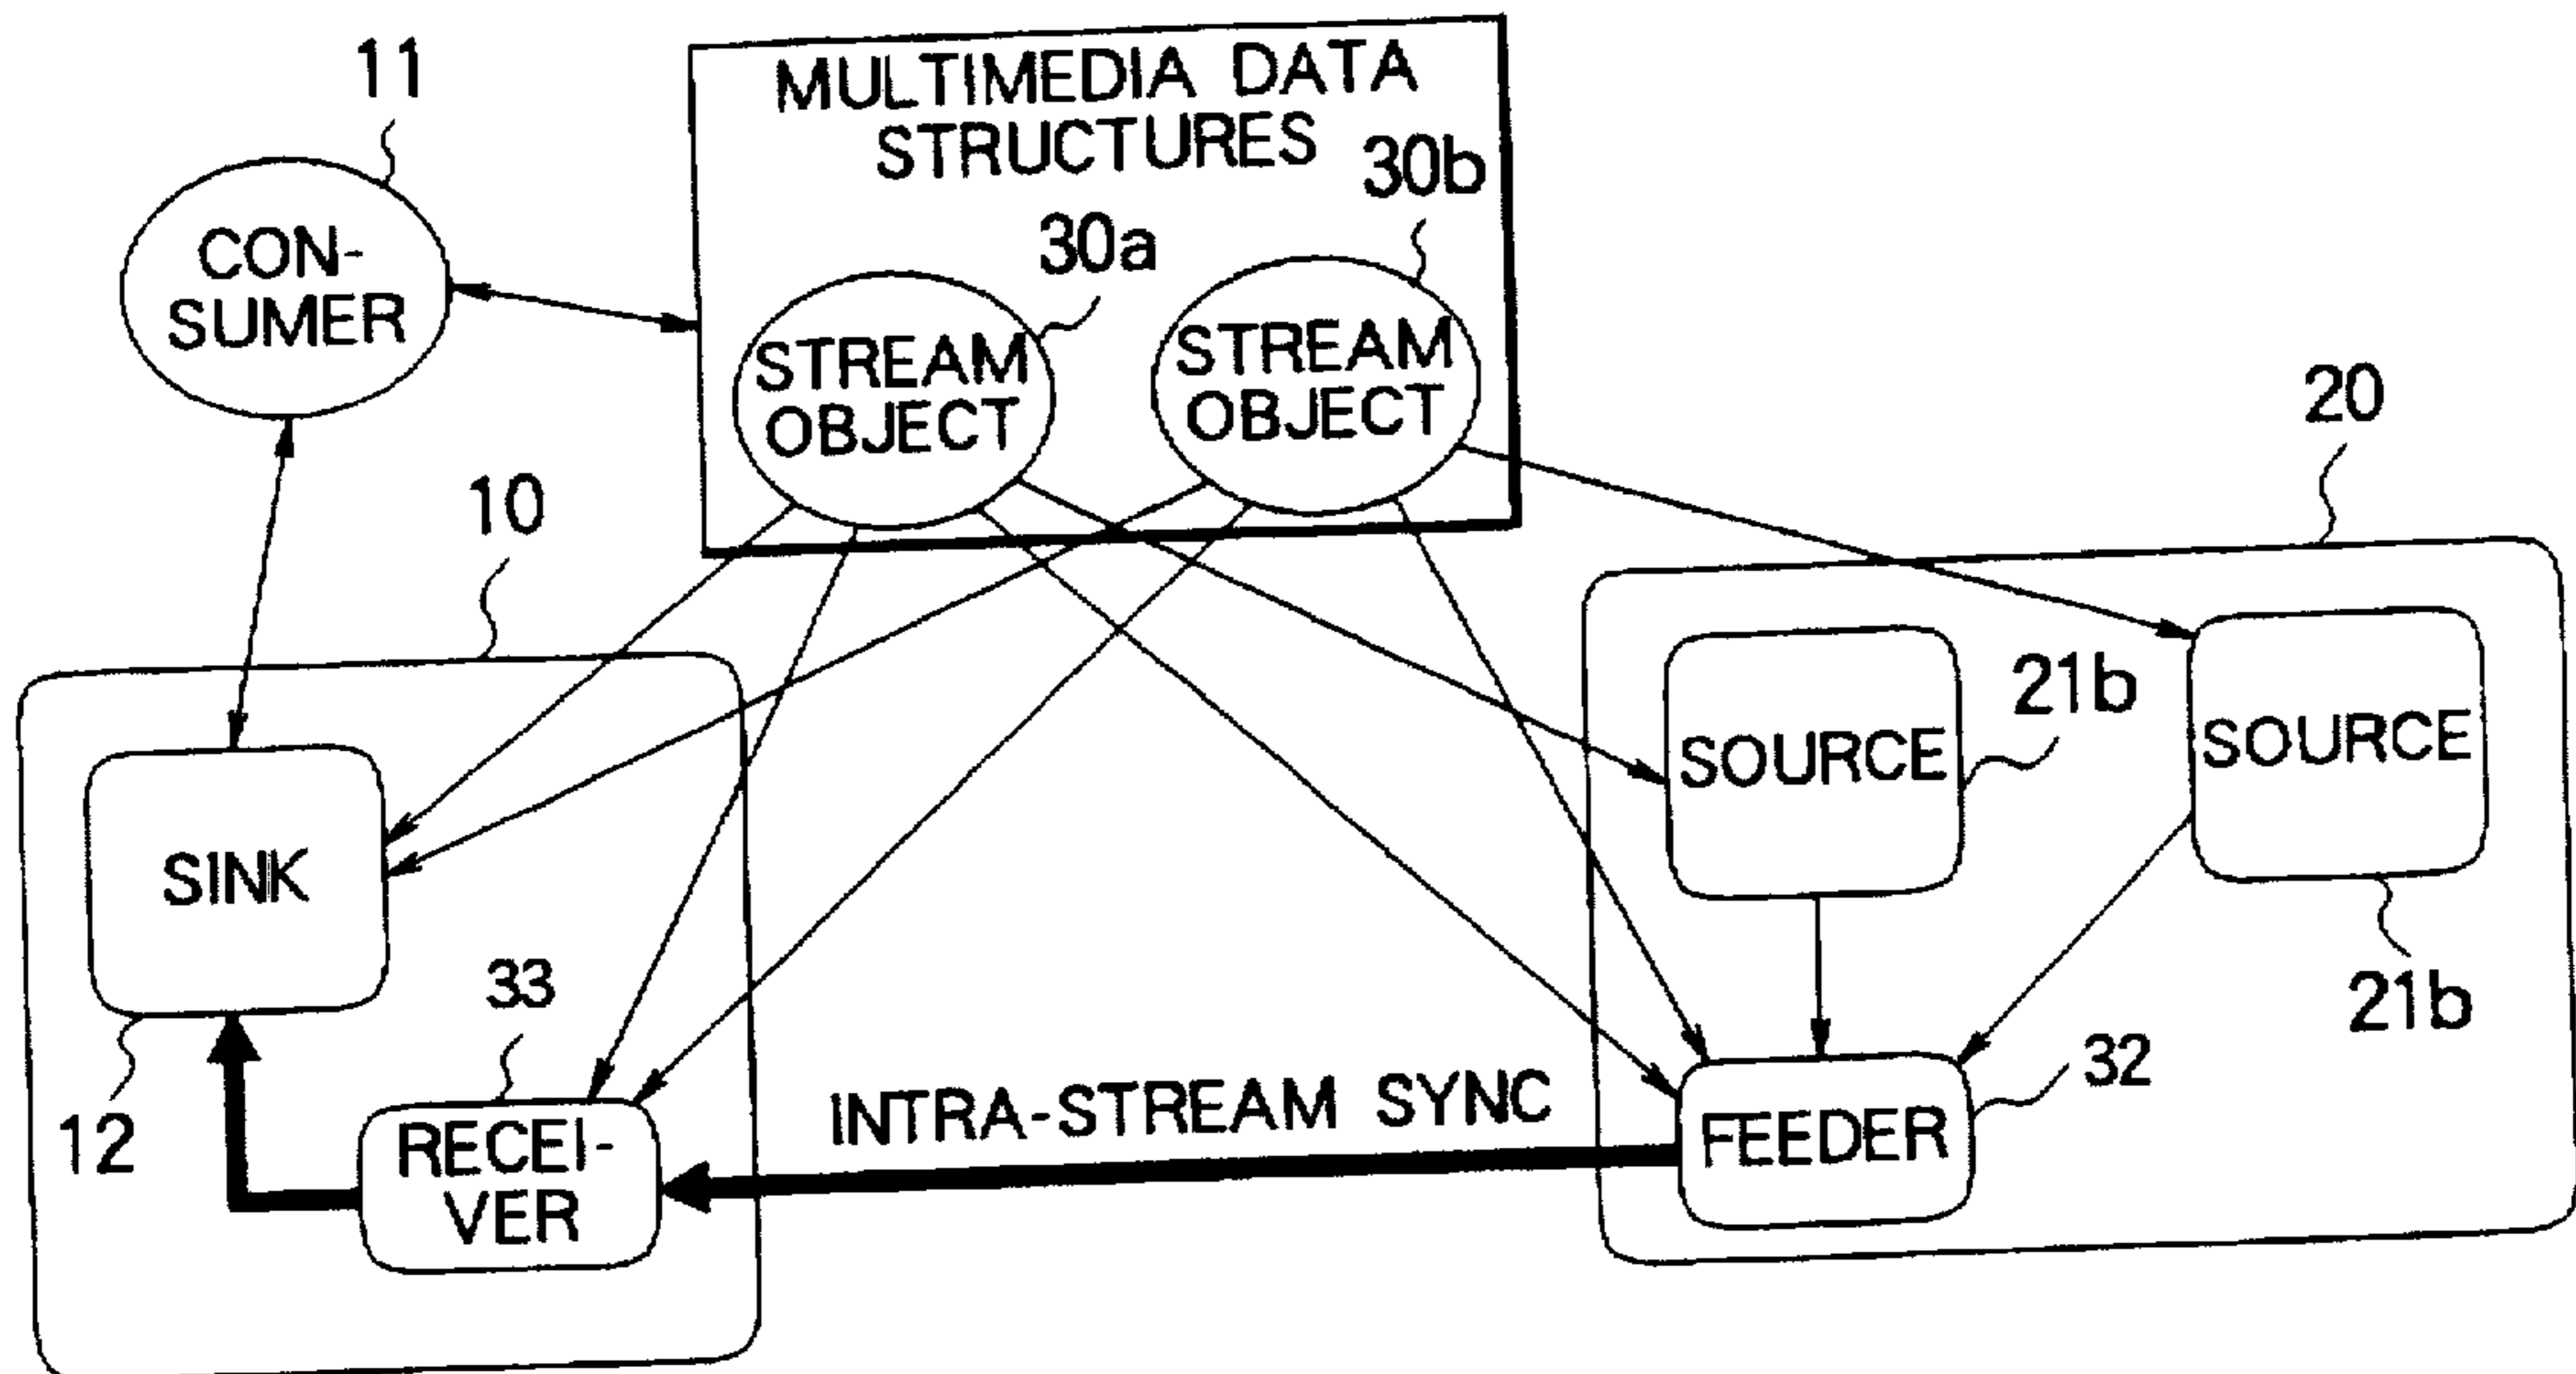 11
MULTIMEDIA DATA
STRUCTURES
30b
30a
CON-
SUMER
STREAM
OBJECT
STREAM
OBJECT
20
10
21b
SOURCE
SOURCE
SINK
33
21b
32
12
INTRA-STREAM SYNC
RECEI-
VER
FEEDER